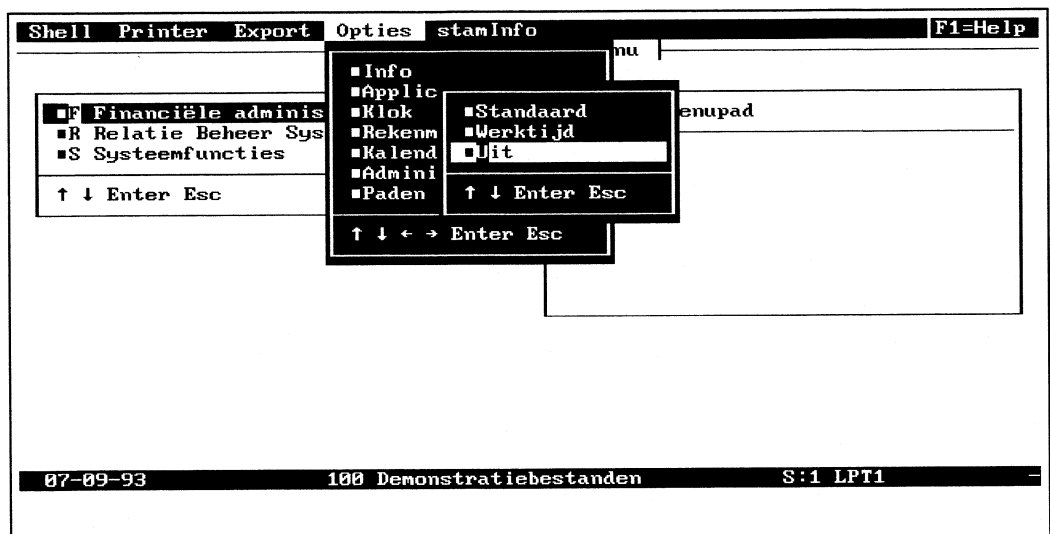 Shell Printer Export Opties stamInfo F1=Help
nu
■Info
■Applic
■Klok
■Rekenm
■Kalend
■Admini
■Paden
↑ ↓ ← → Enter Esc
■Standaard
■Werktijd
■Uit
↑ ↓ Enter Esc
■F Financiële adminis
■R Relatie Beheer Sys
■S Systeemfuncties
↑ ↓ Enter Esc
enupad
07-09-93 100 Demonstratiebestanden S:1 LPT1